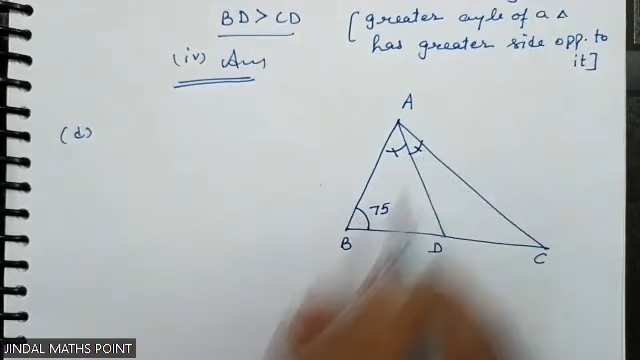 BD > CD
[greater angle of a Δ
has greater side opp. to
it]
(iv) Ans
(d)
A
75
B
D
C
JINDAL MATHS POINT